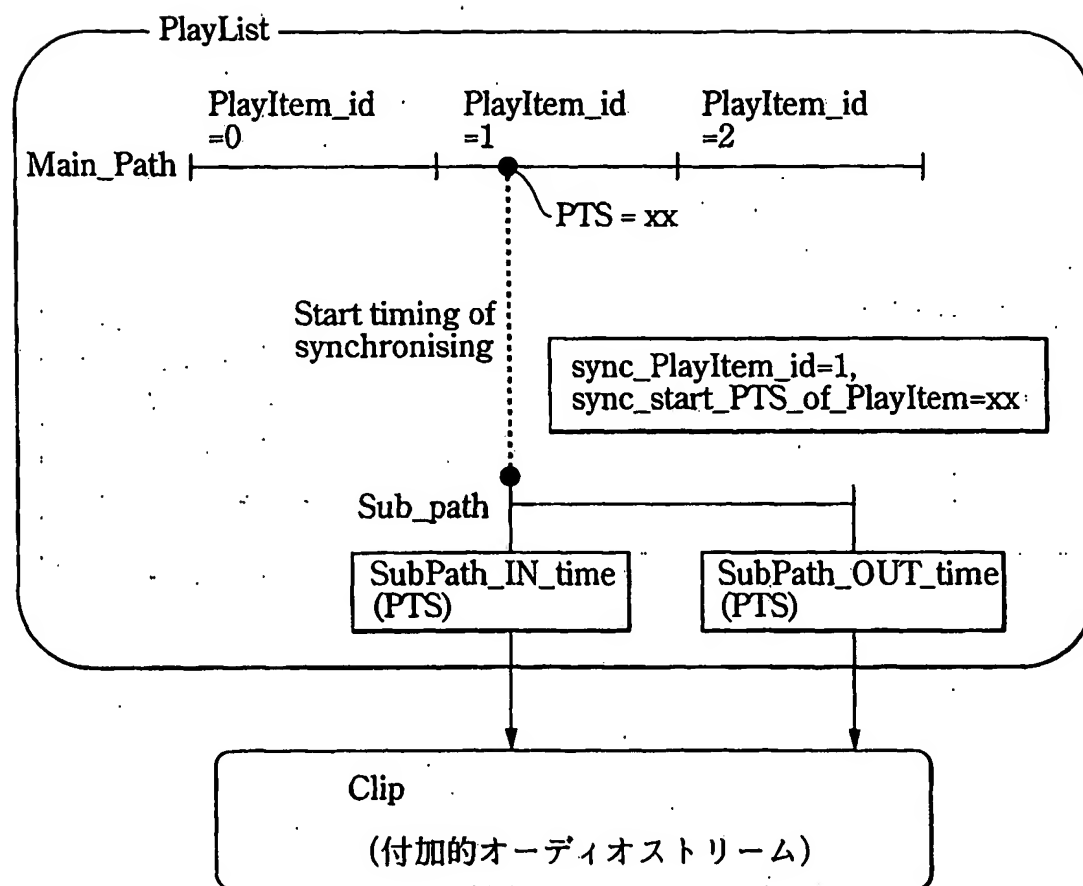 PlayList
PlayItem_id
=0
PlayItem_id
=1
PlayItem_id
=2
Main_Path
PTS = xx
Start timing of
synchronising
sync_PlayItem_id=1,
sync_start_PTS_of_PlayItem=xx
Sub_path
SubPath_IN_time
(PTS)
SubPath_OUT_time
(PTS)
Clip
(付加的オーディオストリーム)